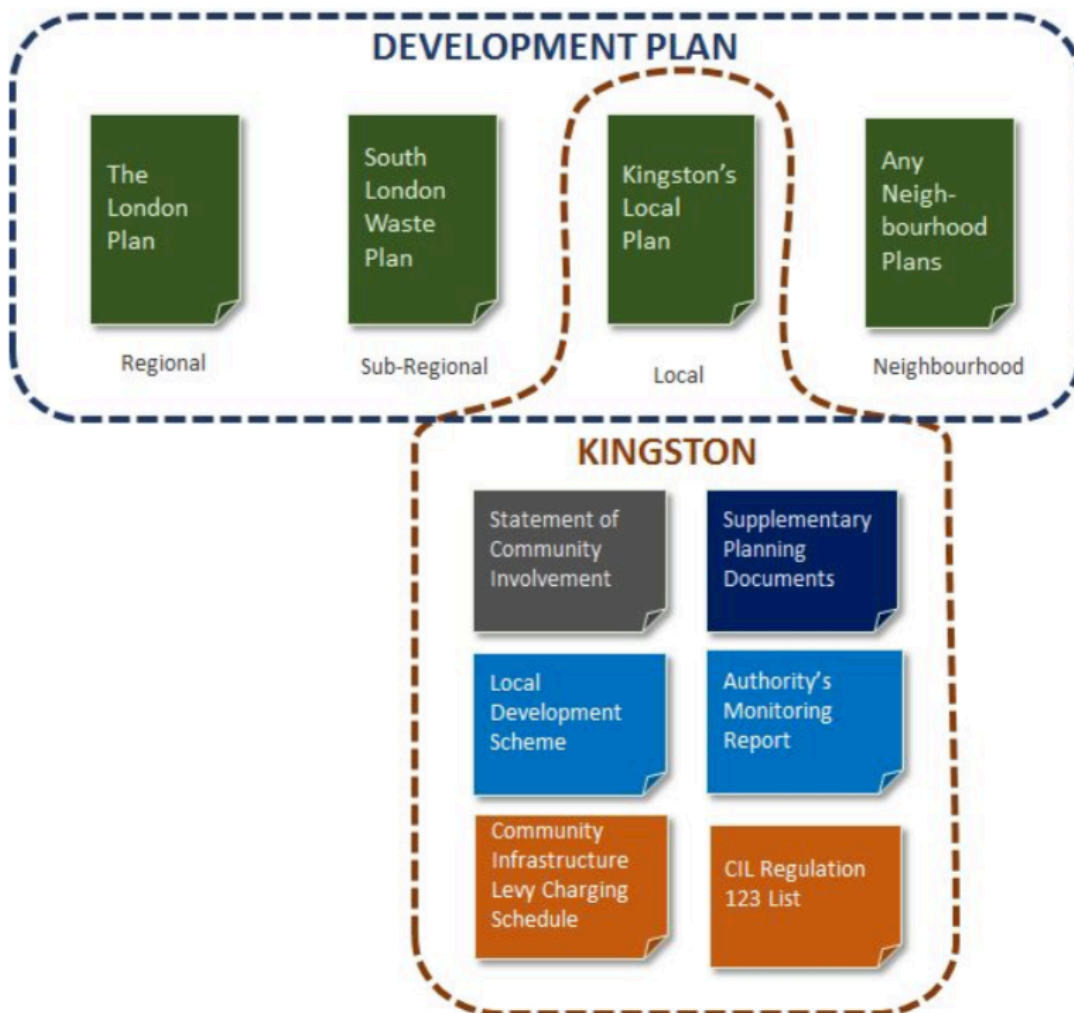 DEVELOPMENT PLAN
The
London
Plan
Regional
South
London
Waste
Plan
Sub-Regional
Kingston's
Local
Plan
Local
Any
Neigh-
bourhood
Plans
Neighbourhood
KINGSTON
Statement of
Community
Involvement
Supplementary
Planning
Documents
Local
Development
Scheme
Authority's
Monitoring
Report
Community
Infrastructure
Levy Charging
Schedule
CIL Regulation
123 List